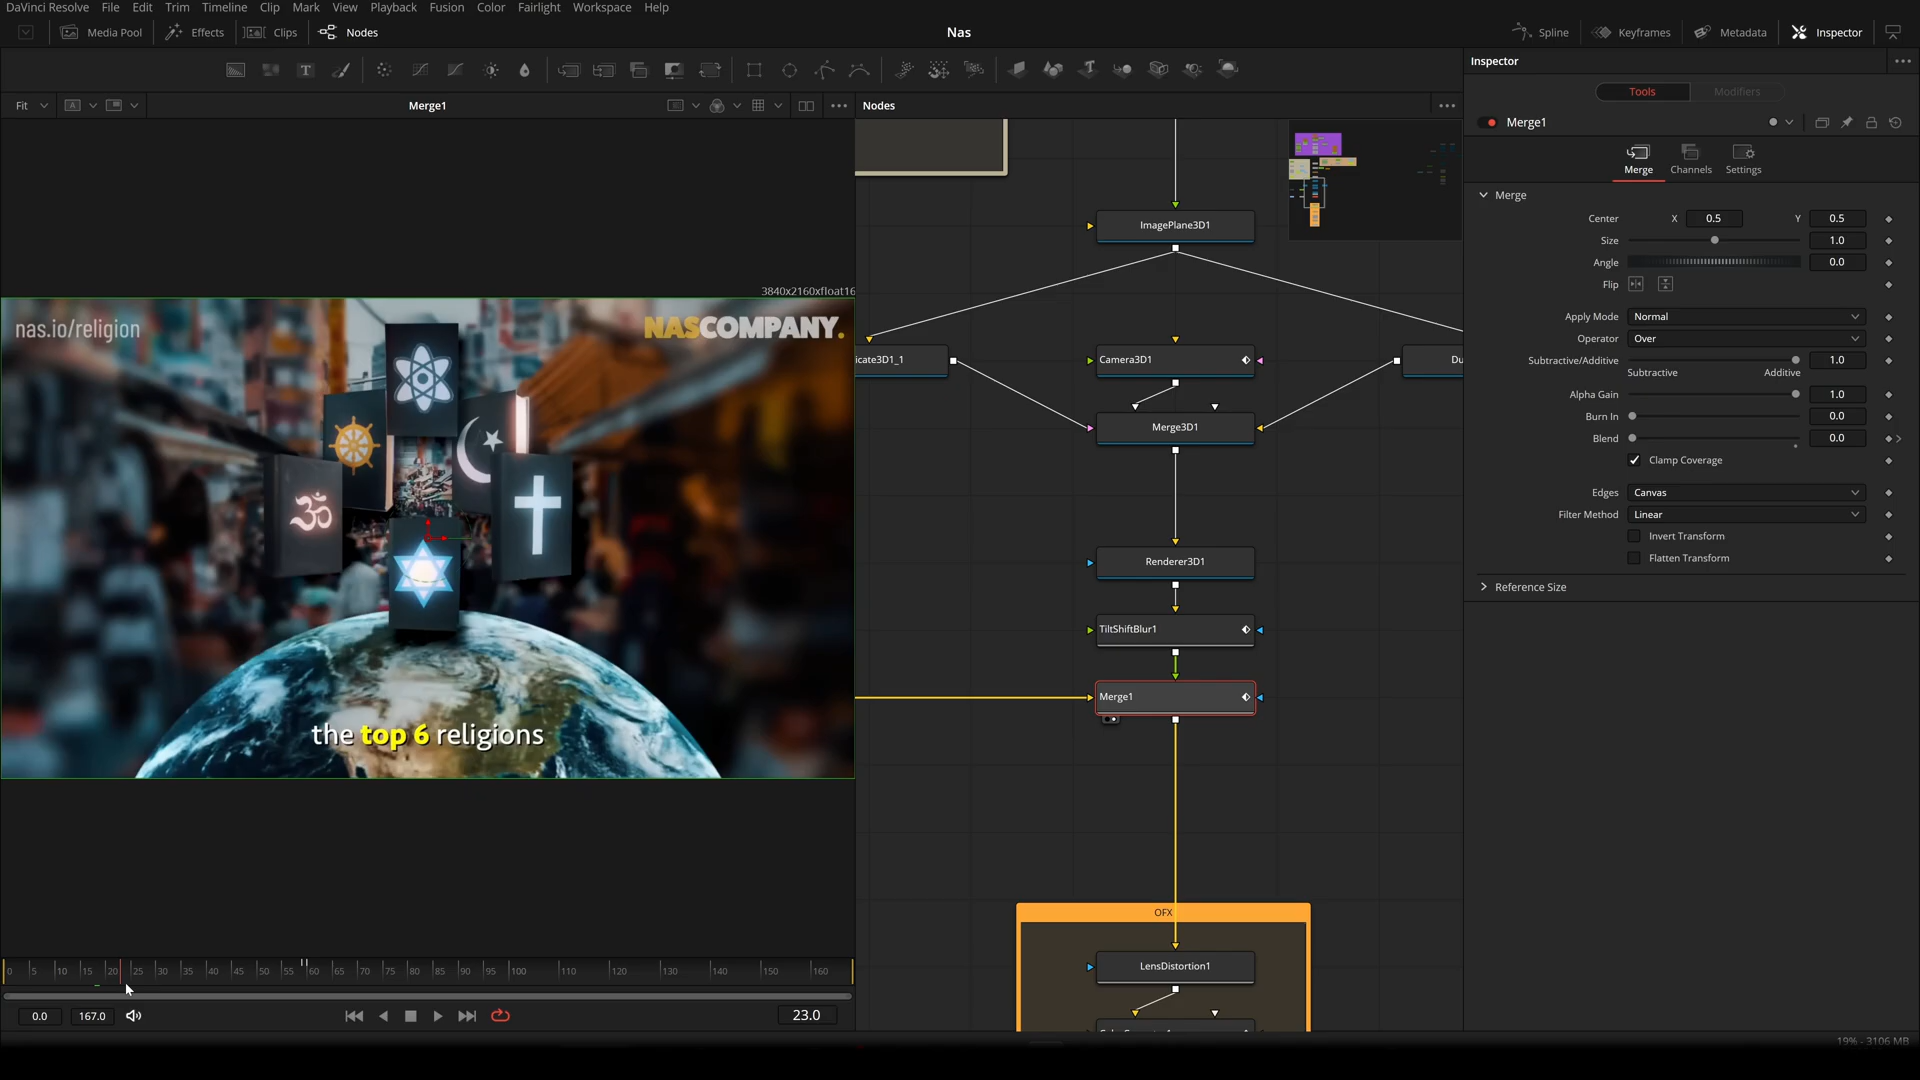 DaVinci Resolve File Edit Trim Timeline Clip Mark View Playback Fusion Color Fairlight Workspace Help
Media Pool Effects Clips Nodes Nas Spline Keyframes Metadata Inspector
Inspector
Tools Modifiers
Fit A Merge1 Nodes
Merge1
Merge Channels Settings
Merge
Center X 0.5 Y 0.5
Size 1.0
Angle 0.0
Flip
Apply Mode Normal
Operator Over
Subtractive/Additive 1.0
Subtractive Additive
Alpha Gain 1.0
Burn In 0.0
Blend 0.0
Clamp Coverage
Edges Canvas
Filter Method Linear
Invert Transform
Flatten Transform
Reference Size
3840x2160xfloat16
nas.io/religion
NASCOMPANY.
ॐ
the top 6 religions
ImagePlane3D1
icate3D1_1
Camera3D1
Du
Merge3D1
Renderer3D1
TiltShiftBlur1
Merge1
OFX
LensDistortion1
0 5 10 15 20 25 30 35 40 45 50 55 60 65 70 75 80 85 90 95 100 110 120 130 140 150 160
0.0 167.0 23.0
19% - 3106 MB